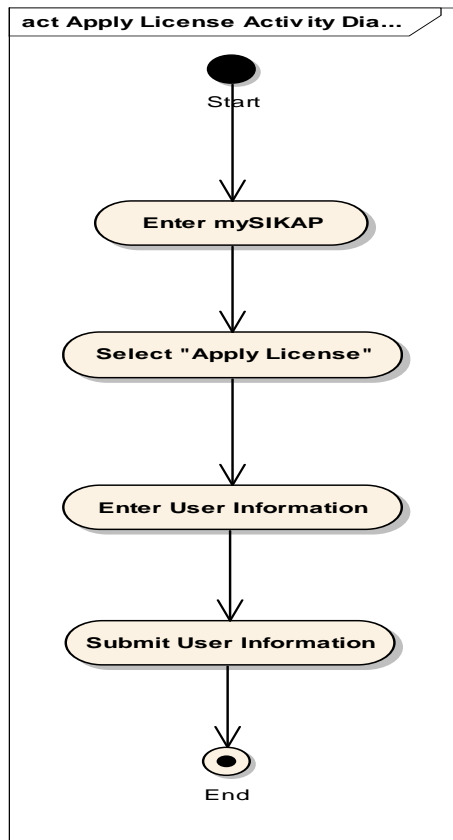 act Apply License Activity Dia...
Start
Enter mySIKAP
Select "Apply License"
Enter User Information
Submit User Information
End